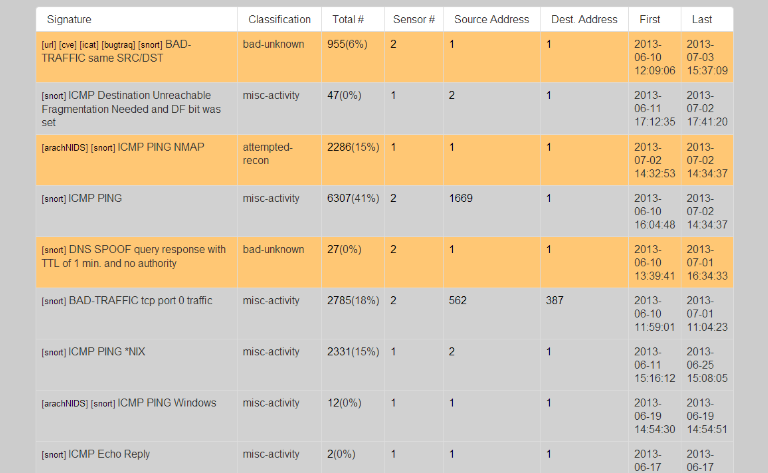 Signature Classification Total # Sensor # Source Address Dest. Address First Last
[url] [cve] [icat] [bugtraq] [snort] BAD- bad-unknown 955(6%) 2 1 1 2013- 2013-
TRAFFIC same SRC/DST 06-10 07-03
12:09:06 15:37:09
[snort] ICMP Destination Unreachable misc-activity 47(0%) 1 2 1 2013- 2013-
Fragmentation Needed and DF bit was 06-11 07-02
set 17:12:35 17:41:20
[arachNIDS] [snort] ICMP PING NMAP attempted- 2286(15%) 1 1 1 2013- 2013-
recon 07-02 07-02
14:32:53 14:34:37
[snort] ICMP PING misc-activity 6307(41%) 2 1669 1 2013- 2013-
06-10 07-02
16:04:48 14:34:37
[snort] DNS SPOOF query response with bad-unknown 27(0%) 2 1 1 2013- 2013-
TTL of 1 min. and no authority 06-10 07-01
13:39:41 16:34:33
[snort] BAD-TRAFFIC tcp port 0 traffic misc-activity 2785(18%) 2 562 387 2013- 2013-
06-10 07-01
11:59:01 11:04:23
[snort] ICMP PING *NIX misc-activity 2331(15%) 1 2 1 2013- 2013-
06-11 06-25
15:16:12 15:08:05
[arachNIDS] [snort] ICMP PING Windows misc-activity 12(0%) 1 1 1 2013- 2013-
06-19 06-19
14:54:30 14:54:51
[snort] ICMP Echo Reply misc-activity 2(0%) 1 1 1 2013- 2013-
06-17 06-17